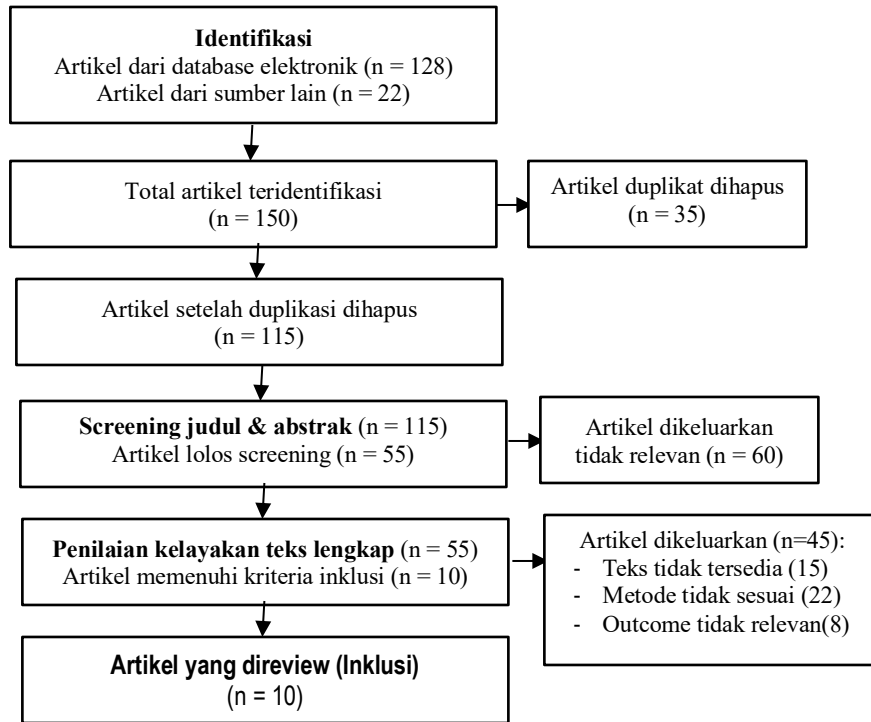 Identifikasi
Artikel dari database elektronik (n = 128)
Artikel dari sumber lain (n = 22)
Total artikel teridentifikasi
(n = 150)
Artikel duplikat dihapus
(n = 35)
Artikel setelah duplikasi dihapus
(n = 115)
Screening judul & abstrak (n = 115)
Artikel lolos screening (n = 55)
Artikel dikeluarkan
tidak relevan (n = 60)
Penilaian kelayakan teks lengkap (n = 55)
Artikel memenuhi kriteria inklusi (n = 10)
Artikel dikeluarkan (n=45):
- Teks tidak tersedia (15)
- Metode tidak sesuai (22)
- Outcome tidak relevan(8)
Artikel yang direview (Inklusi)
(n = 10)